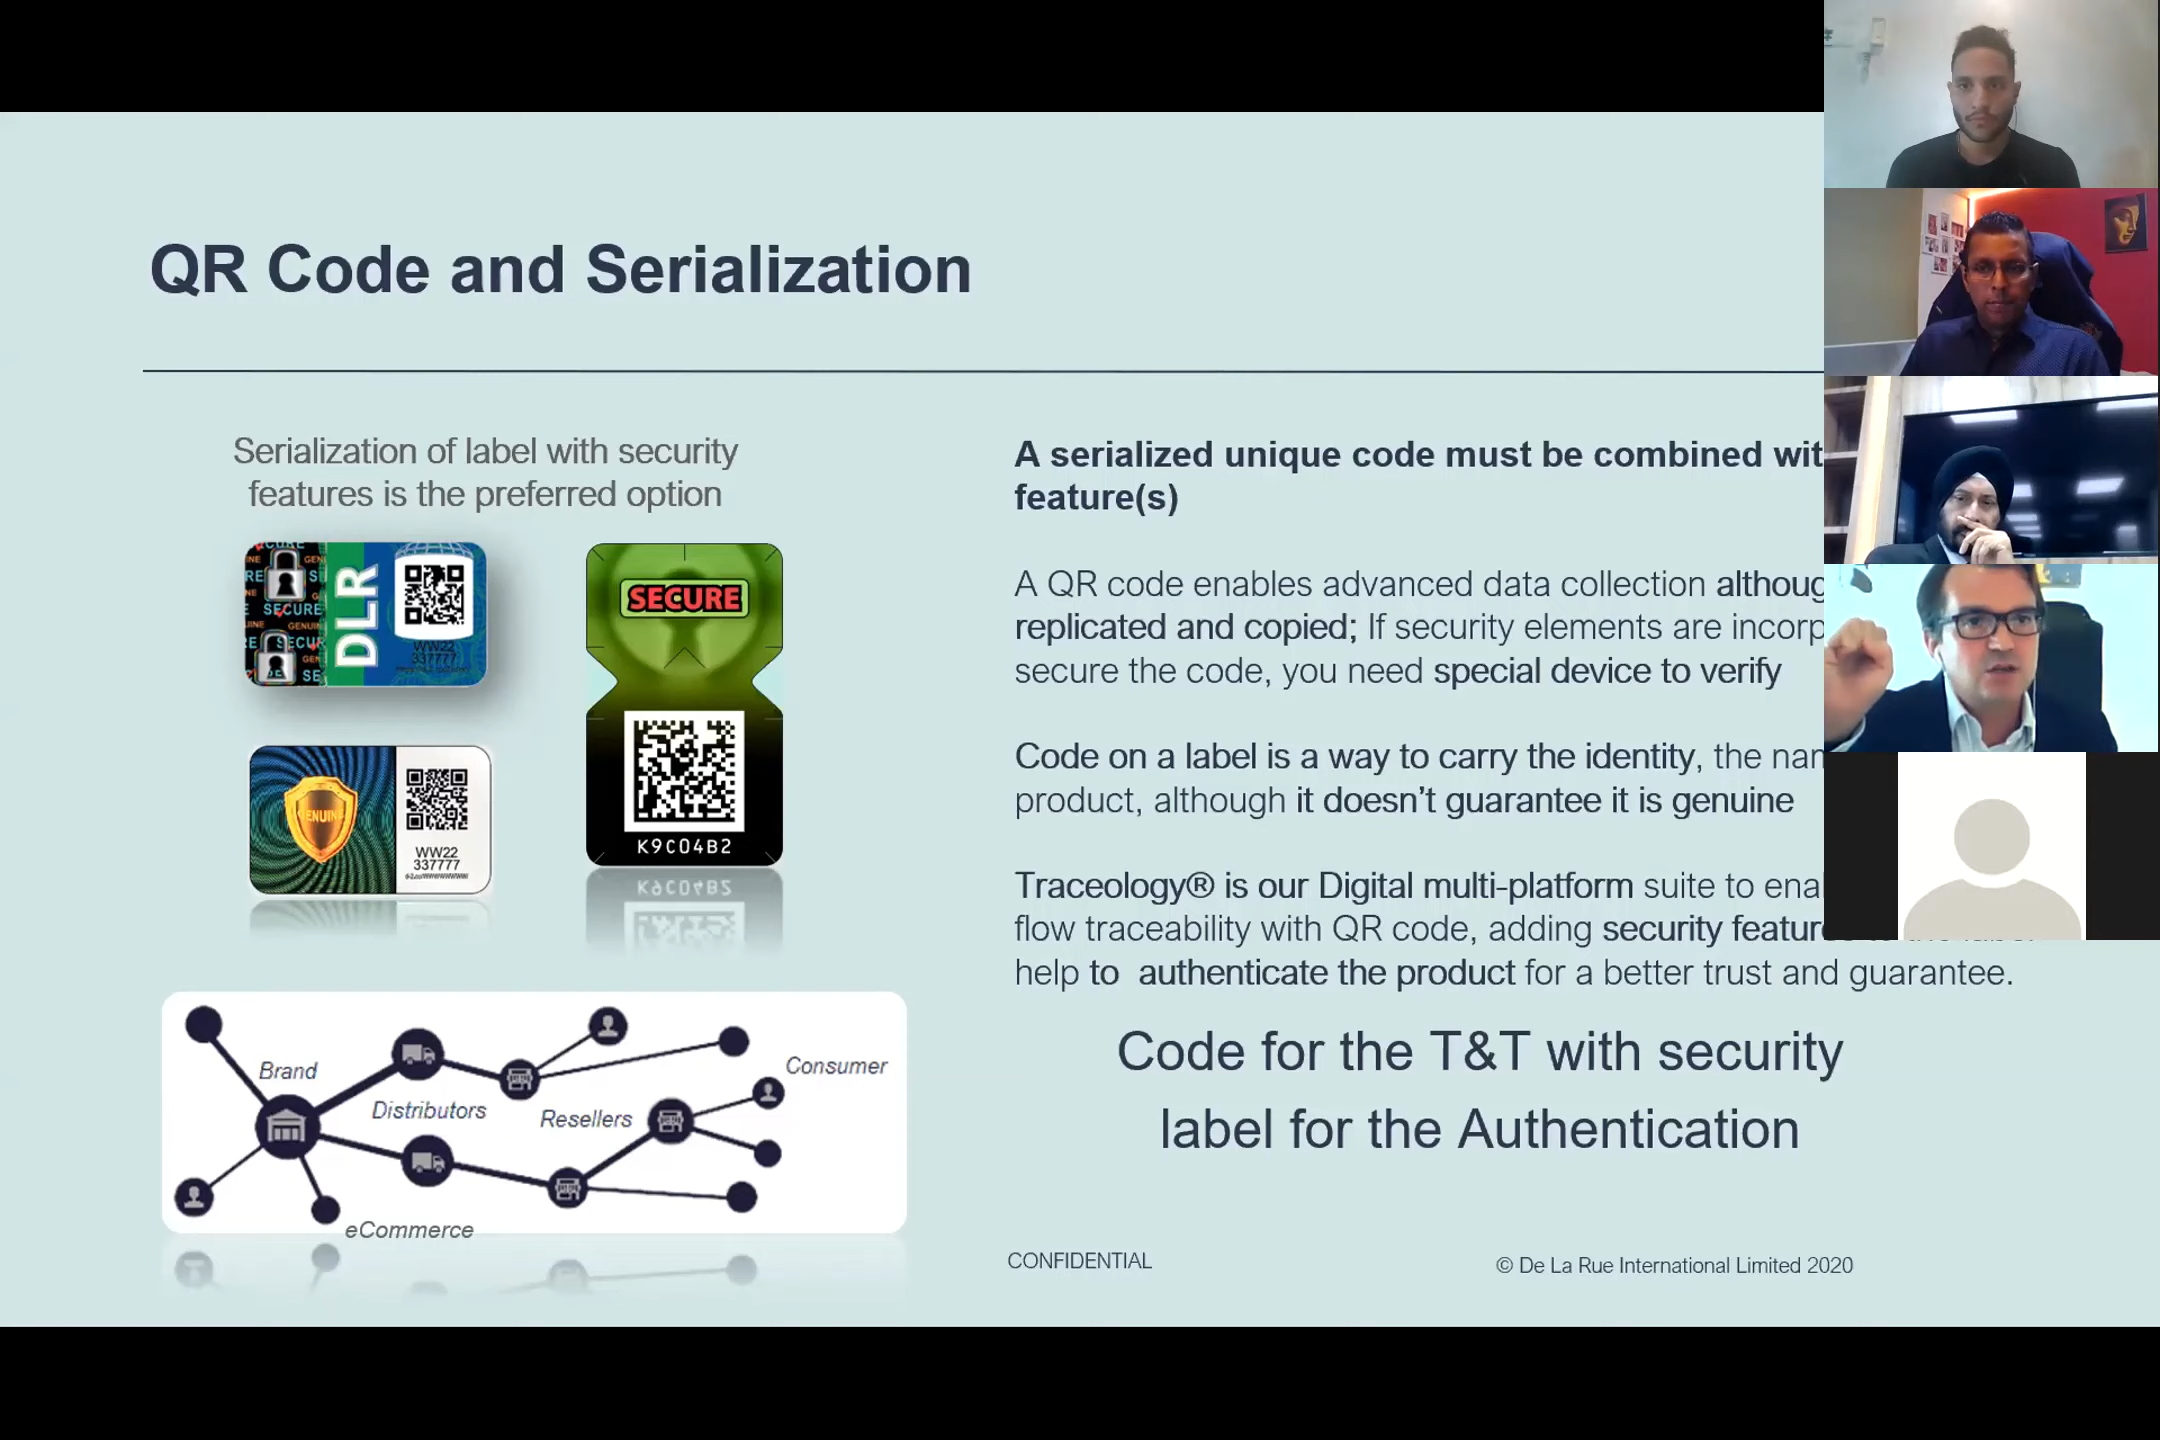 QR Code and Serialization
Serialization of label with security
features is the preferred option
SECURE
GENUINE
SECURE
DLR
WW22
337777
SECURE
K9C04B2
GENUINE
WW22
337777
A serialized unique code must be combined
feature(s)
A QR code enables advanced data collection
replicated and copied; If security elements are
secure the code, you need special device to verify
Code on a label is a way to carry the identity, the
product, although it doesn't guarantee it is genuine
Traceology® is our Digital multi-platform suite to
flow traceability with QR code, adding security
help to  authenticate the product for a better trust and guarantee.
Code for the T&T with security
label for the Authentication
Brand
Distributors
Resellers
Consumer
eCommerce
CONFIDENTIAL
© De La Rue International Limited 2020